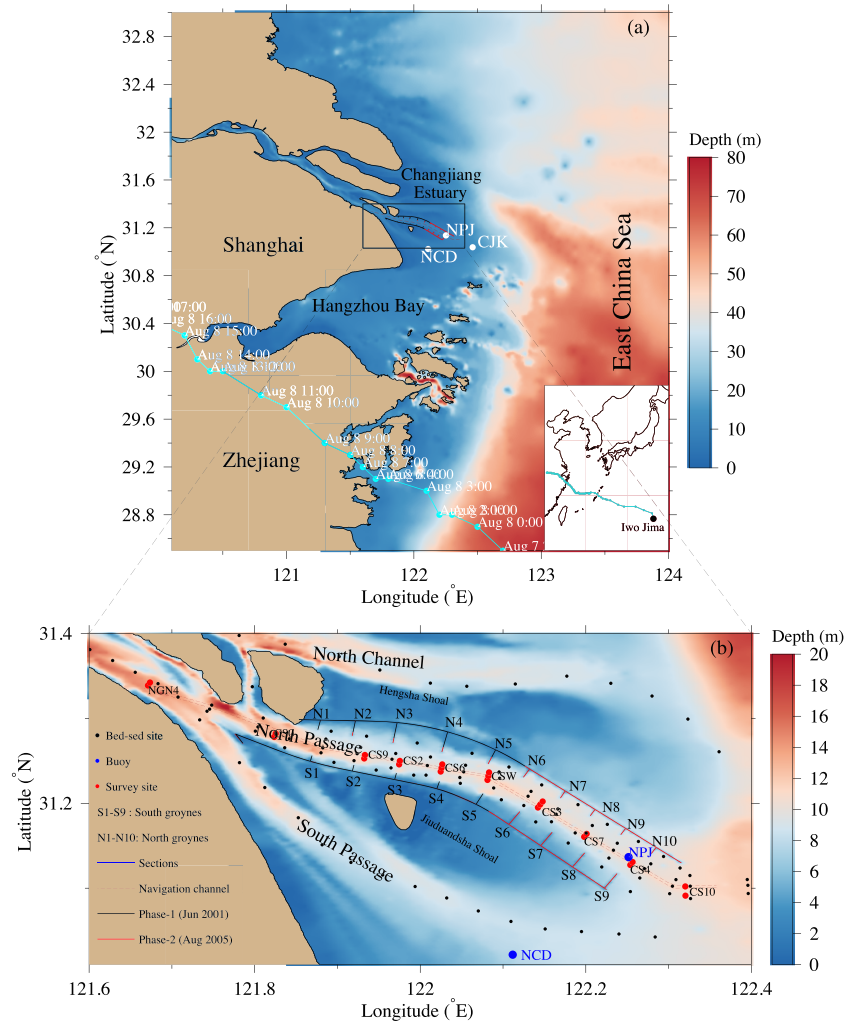 (a)
32.8
32
31.6
31.2
30.8
30.4
30
29.6
29.2
28.8
Latitude (°N)
Changjiang
Estuary
NPJ
CJK
NCD
Shanghai
Hangzhou Bay
Zhejiang
East China Sea
07:00
Aug 8 16:00
Aug 8 15:00
Aug 8 14:00
Aug 8 11:00
Aug 8 10:00
Aug 8 9:00
Aug 8 8:00
Aug 8 7:00
Aug 8 3:00
Aug 8 0:00
Aug 7
Iwo Jima
121
122
123
124
Longitude (°E)
Depth (m)
80
70
60
50
40
30
20
10
0
(b)
31.4
31.2
Latitude (°N)
North Channel
Hengsha Shoal
North Passage
South Passage
Jiuduandsha Shoal
NGN4
CS9
CS2
CS6
CSW
CS7
CS4
CS10
NPJ
NCD
N1
N2
N3
N4
N5
N6
N7
N8
N9
N10
S1
S2
S3
S4
S5
S6
S7
S8
S9
Bed-sed site
Buoy
Survey site
S1-S9 : South groynes
N1-N10: North groynes
Sections
Navigation channel
Phase-1 (Jun 2001)
Phase-2 (Aug 2005)
121.6
121.8
122
122.2
122.4
Longitude (°E)
Depth (m)
20
18
16
14
12
10
8
6
4
2
0